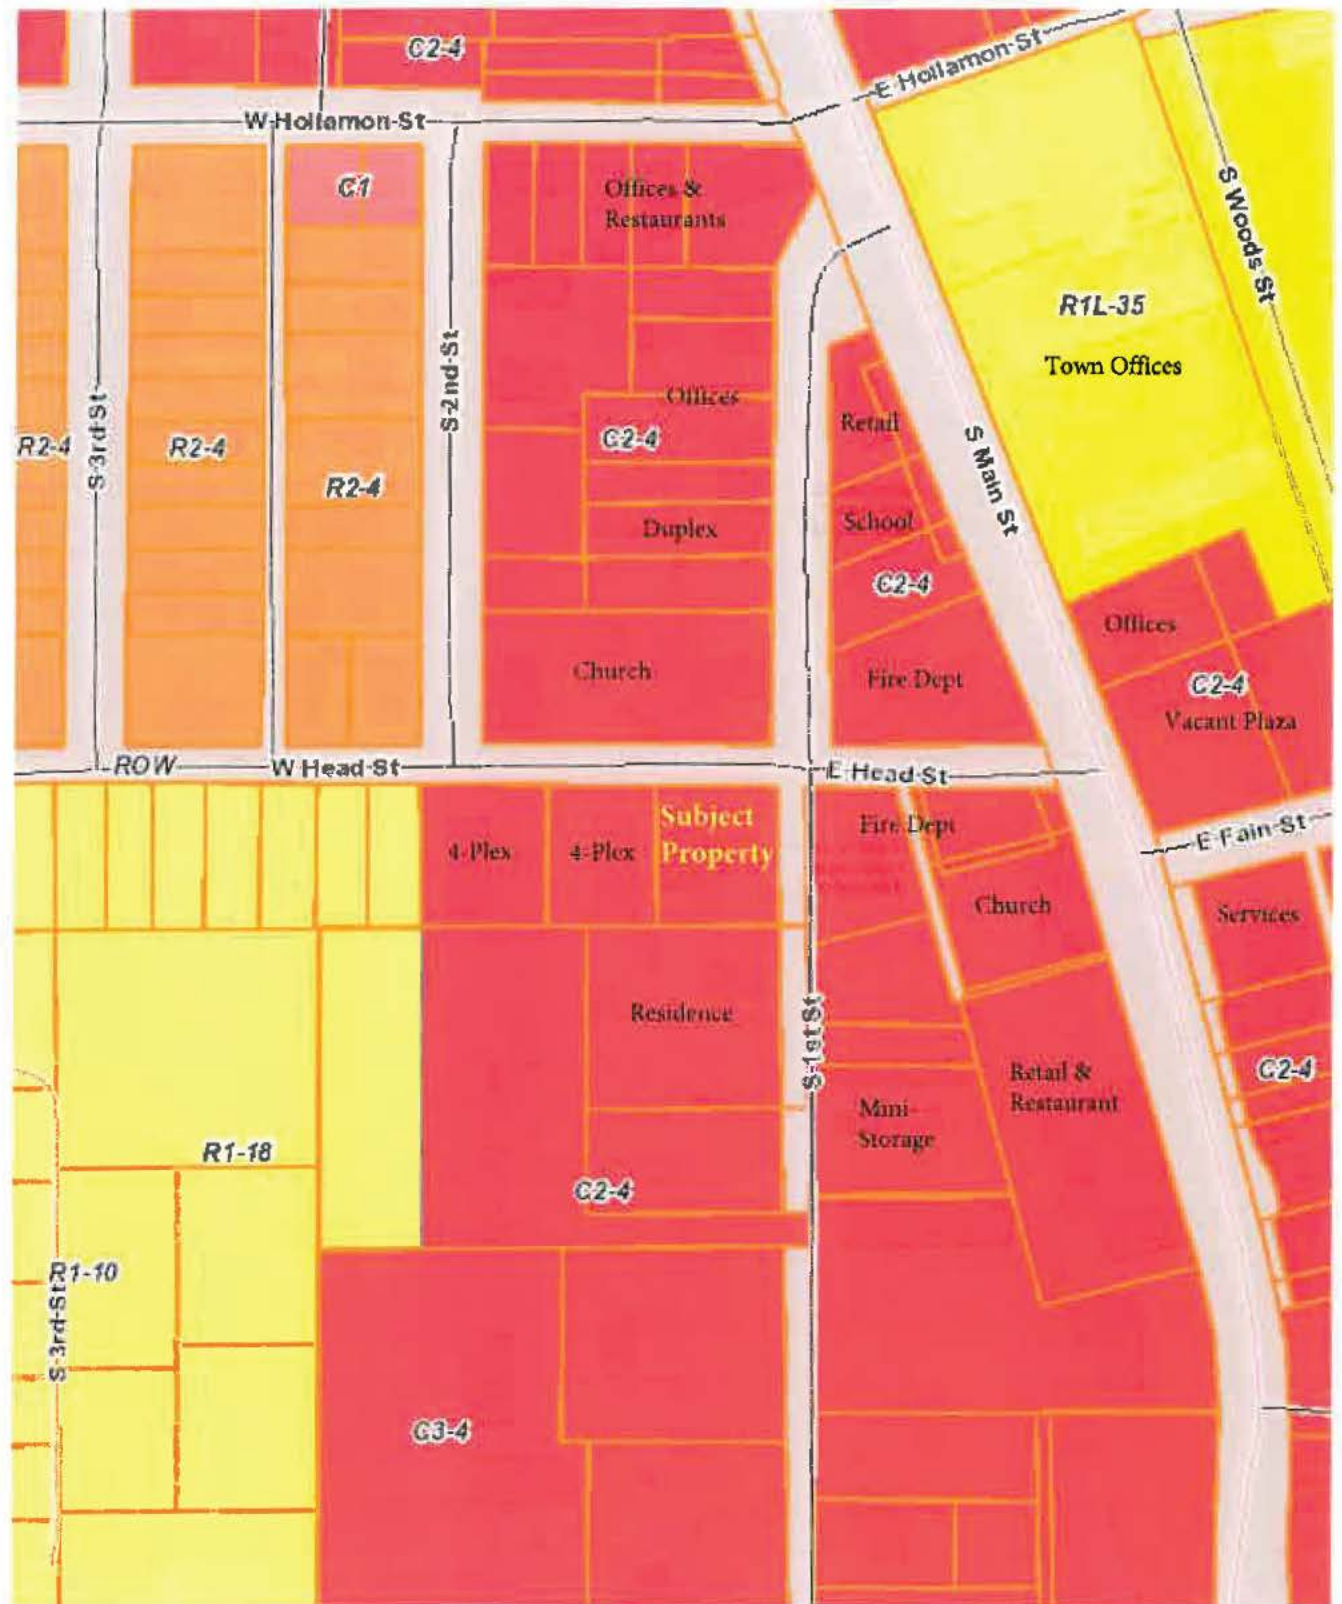 C2-4
E Hollamon St
W Hollamon St
C1
Offices &
Restaurants
S Woods St
R1L-35
Town Offices
S 2nd St
Offices
Retail
S 3rd St
R2-4
R2-4
C2-4
S Main St
R2-4
Duplex
School
C2-4
Offices
Church
Fire Dept
C2-4
Vacant Plaza
ROW
W Head St
E Head St
Subject
Property
4-Plex
4-Plex
Fire Dept
E Fain St
Church
Services
Residence
S 1st St
Retail &
Restaurant
C2-4
Mini-
Storage
R1-18
C2-4
R1-10
S 3rd St
C3-4